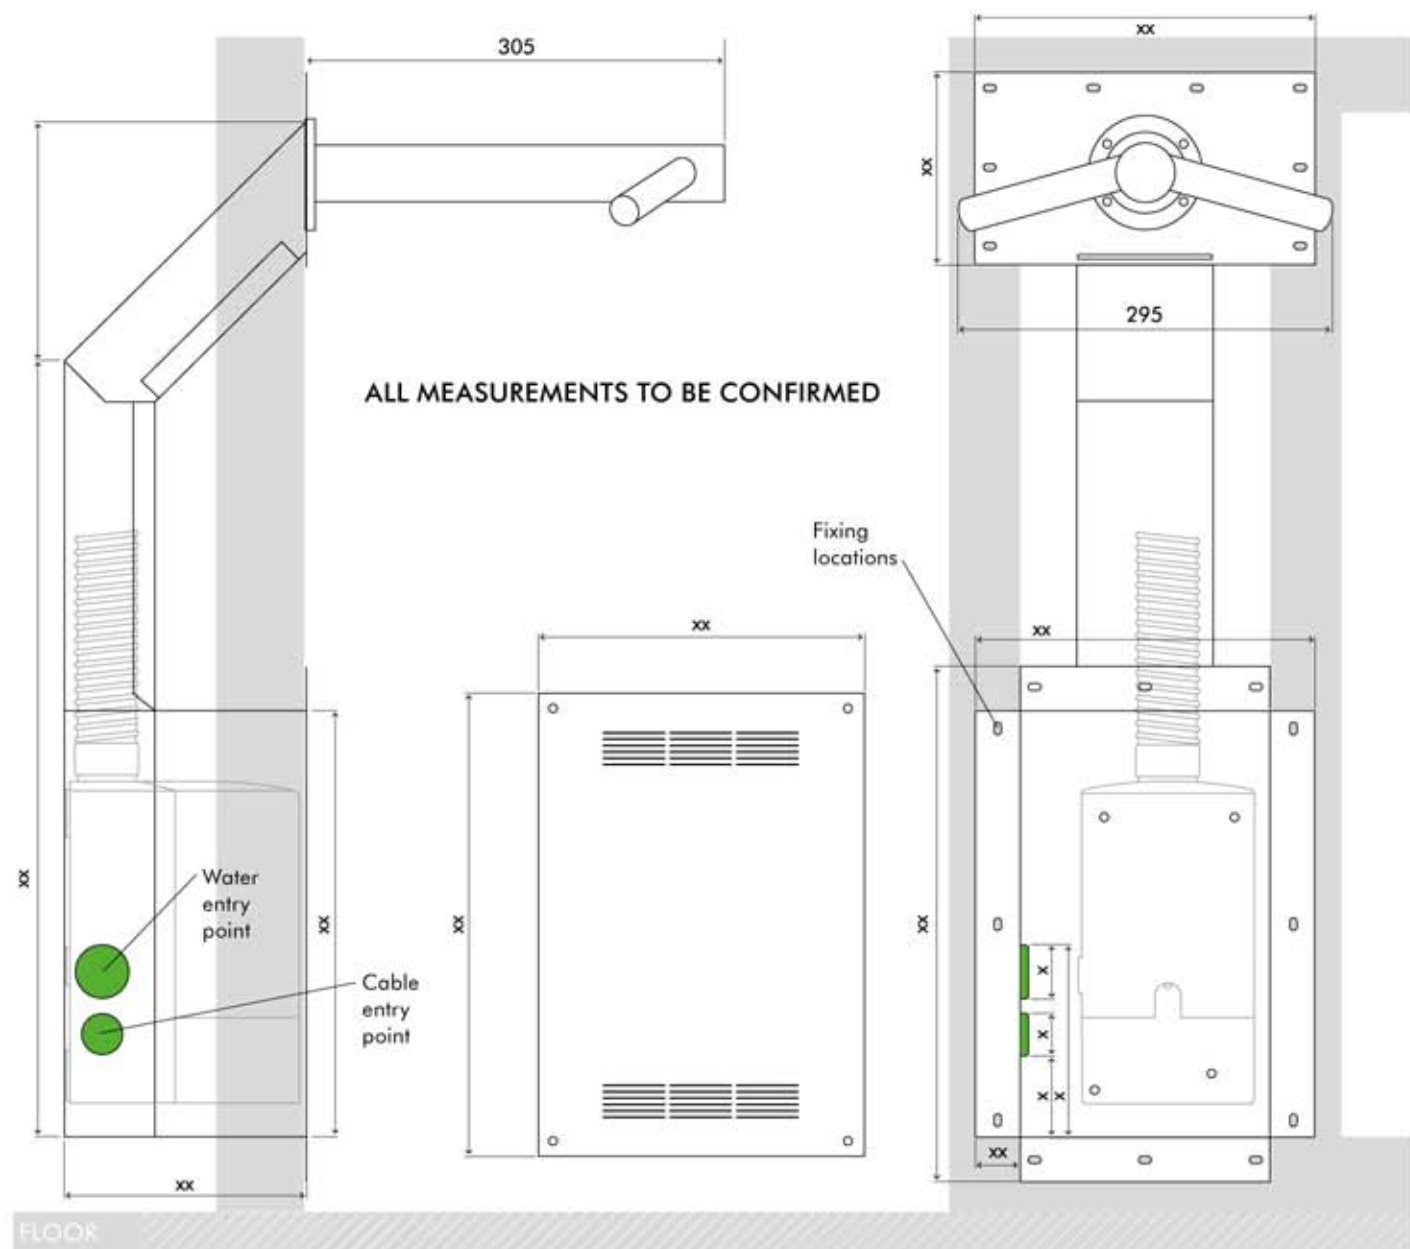 305
xx
xx
295
ALL MEASUREMENTS TO BE CONFIRMED
Fixing
locations
xx
xx
xx
Water
entry
point
xx
xx
xx
xx
x
Cable
entry
point
x
x
x
xx
xx
FLOOR